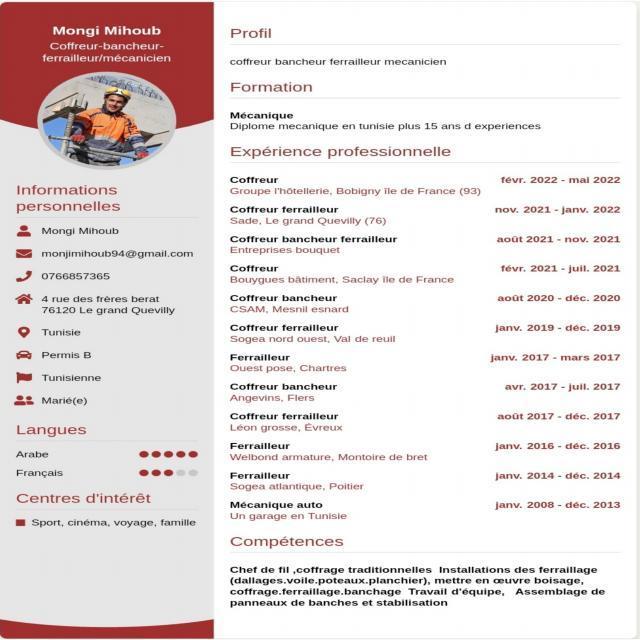 Mongi Mihoub
Coffreur-bancheur-
ferrailleur/mécanicien
Informations
personnelles
Mongi Mihoub
monjimihoub94@gmail.com
0766857365
4 rue des frères berat
76120 Le grand Quevilly
Tunisie
Permis B
Tunisienne
Marié(e)
Langues
Arabe
Français
Centres d'intérêt
Sport, cinéma, voyage, famille
Profil
coffreur bancheur ferrailleur mecanicien
Formation
Mécanique
Diplome mecanique en tunisie plus 15 ans d experiences
Expérience professionnelle
Coffreur févr. 2022 - mai 2022
Groupe l'hôtellerie, Bobigny île de France (93)
Coffreur ferrailleur nov. 2021 - janv. 2022
Sade, Le grand Quevilly (76)
Coffreur bancheur ferrailleur août 2021 - nov. 2021
Entreprises bouquet
Coffreur févr. 2021 - juil. 2021
Bouygues bâtiment, Saclay île de France
Coffreur bancheur août 2020 - déc. 2020
CSAM, Mesnil esnard
Coffreur ferrailleur janv. 2019 - déc. 2019
Sogea nord ouest, Val de reuil
Ferrailleur janv. 2017 - mars 2017
Ouest pose, Chartres
Coffreur bancheur avr. 2017 - juil. 2017
Angevins, Flers
Coffreur ferrailleur août 2017 - déc. 2017
Léon grosse, Évreux
Ferrailleur janv. 2016 - déc. 2016
Welbond armature, Montoire de bret
Ferrailleur janv. 2014 - déc. 2014
Sogea atlantique, Poitier
Mécanique auto janv. 2008 - déc. 2013
Un garage en Tunisie
Compétences
Chef de fil ,coffrage traditionnelles Installations des ferraillage
(dallages.voile.poteaux.planchier), mettre en œuvre boisage,
coffrage.ferraillage.banchage Travail d'équipe, Assemblage de
panneaux de banches et stabilisation